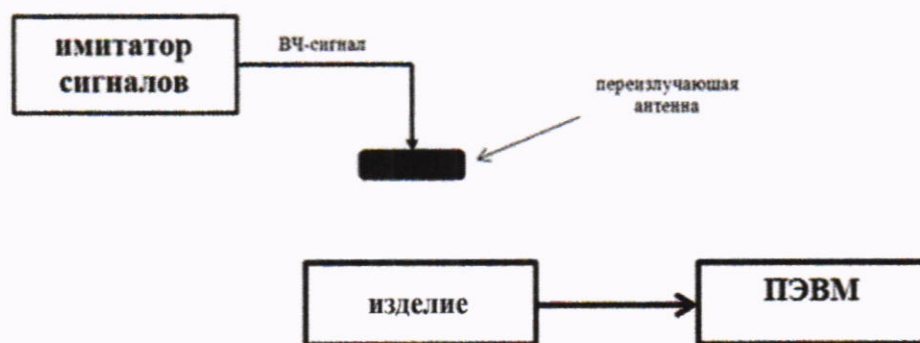 имитатор
сигналов
ВЧ-сигнал
переизлучающая
антенна
изделие
ПЭВМ